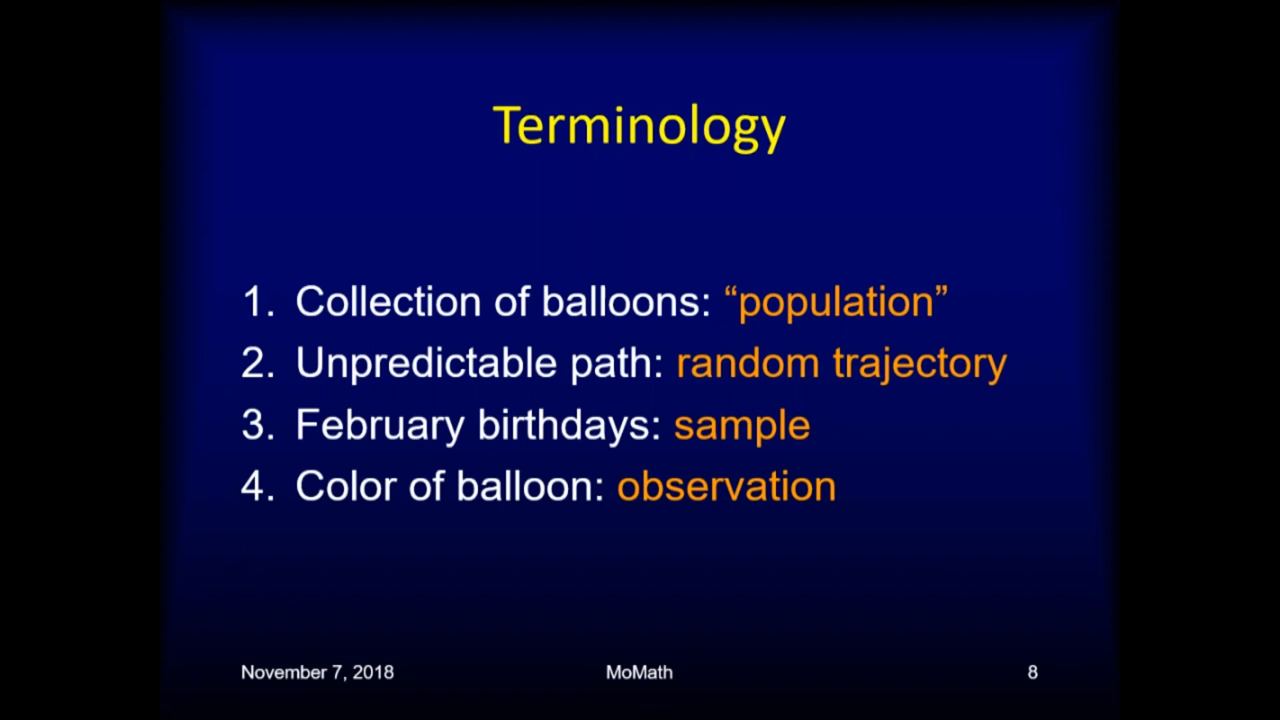 Terminology
1. Collection of balloons: “population”
2. Unpredictable path: random trajectory
3. February birthdays: sample
4. Color of balloon: observation
November 7, 2018 MoMath 8